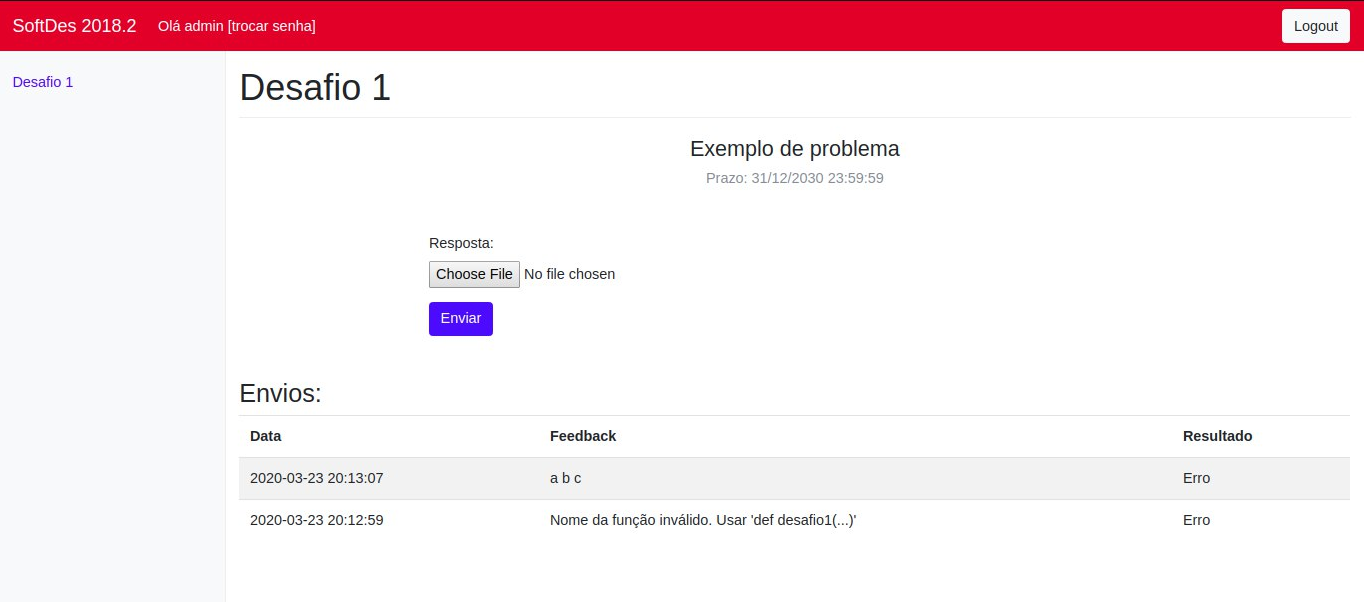 SoftDes 2018.2 Olá admin [trocar senha] Logout
Desafio 1
Desafio 1
Exemplo de problema
Prazo: 31/12/2030 23:59:59
Resposta:
Choose File No file chosen
Enviar
Envios:
Data Feedback Resultado
2020-03-23 20:13:07 a b c Erro
2020-03-23 20:12:59 Nome da função inválido. Usar 'def desafio1(...)' Erro